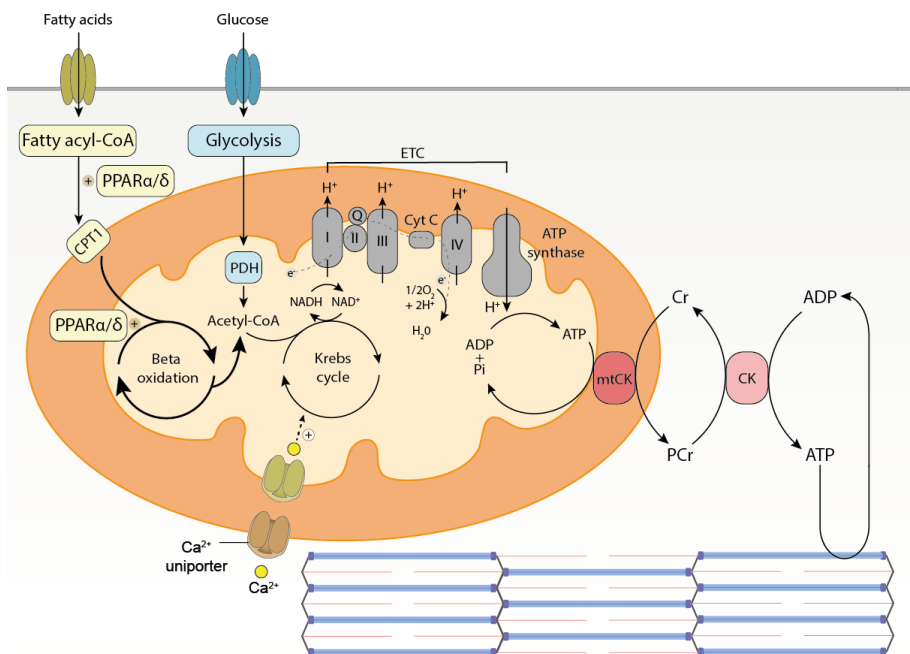 Fatty acids
Glucose
Fatty acyl-CoA
Glycolysis
ETC
+ PPARα/δ
H⁺
H⁺
H⁺
Q
Cyt C
CPT1
I
II
III
IV
ATP
synthase
PDH
e⁻
e⁻
NADH
NAD⁺
1/2O₂
+ 2H⁺₂
H₂0
H⁺
Acetyl-CoA
PPARα/δ +
Beta
oxidation
Krebs
cycle
ADP
+
Pi
ATP
Cr
ADP
mtCK
CK
PCr
ATP
+
Ca²⁺
uniporter
Ca²⁺